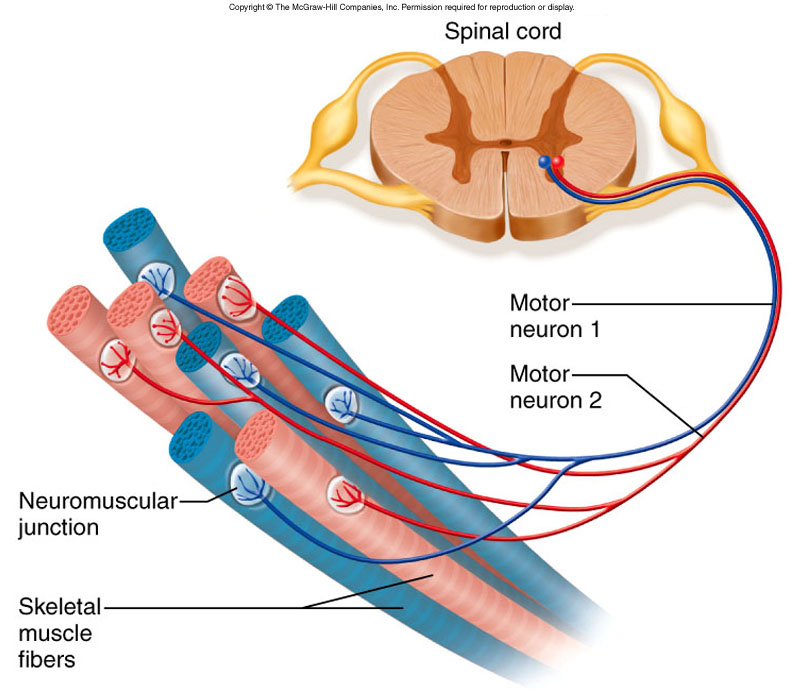 Copyright © The McGraw-Hill Companies, Inc. Permission required for reproduction or display.
Spinal cord
Motor
neuron 1
Motor
neuron 2
Neuromuscular
junction
Skeletal
muscle
fibers